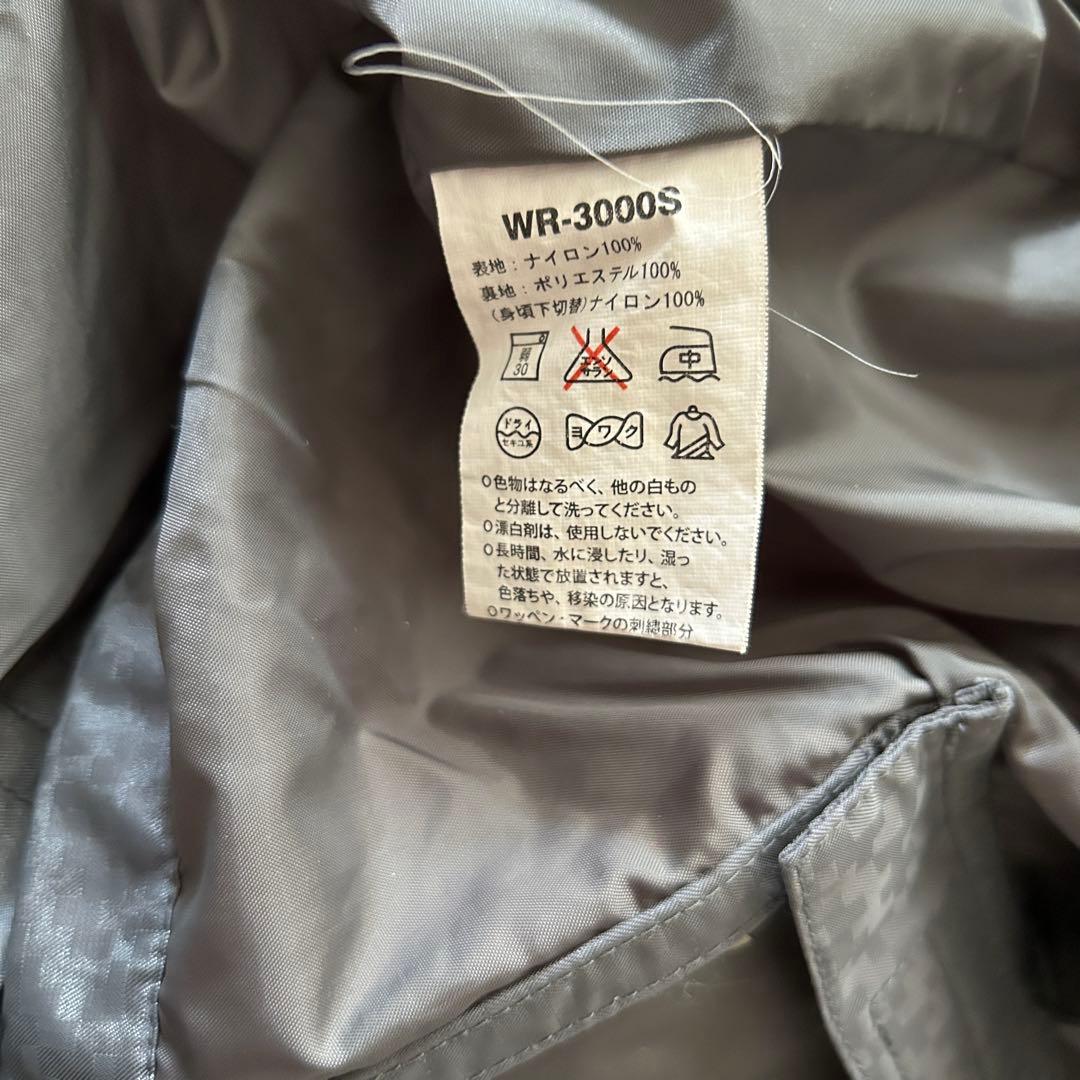 WR-3000S
表地：ナイロン100%
裏地：ポリエステル100%
(身頃下切替)ナイロン100%
弱
30
エンソ
サラシ
中
ドライ
セキユ系
ヨワク
○色物はなるべく、他の白もの
と分離して洗ってください。
○漂白剤は、使用しないでください。
○長時間、水に浸したり、湿っ
た状態で放置されますと、
色落ちや、移染の原因となります。
○ワッペン・マークの刺繍部分